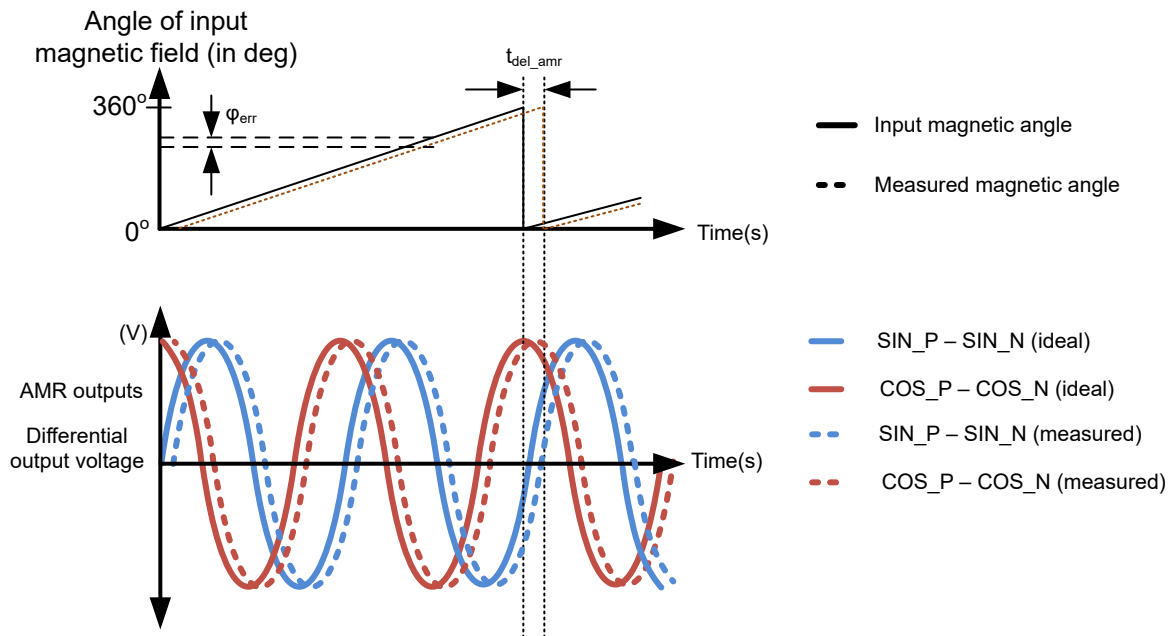 Angle of input
magnetic field (in deg)
t_del_amr
360°
φ_err
0°
Time(s)
Input magnetic angle
Measured magnetic angle
(V)
AMR outputs
Differential
output voltage
Time(s)
SIN_P – SIN_N (ideal)
COS_P – COS_N (ideal)
SIN_P – SIN_N (measured)
COS_P – COS_N (measured)